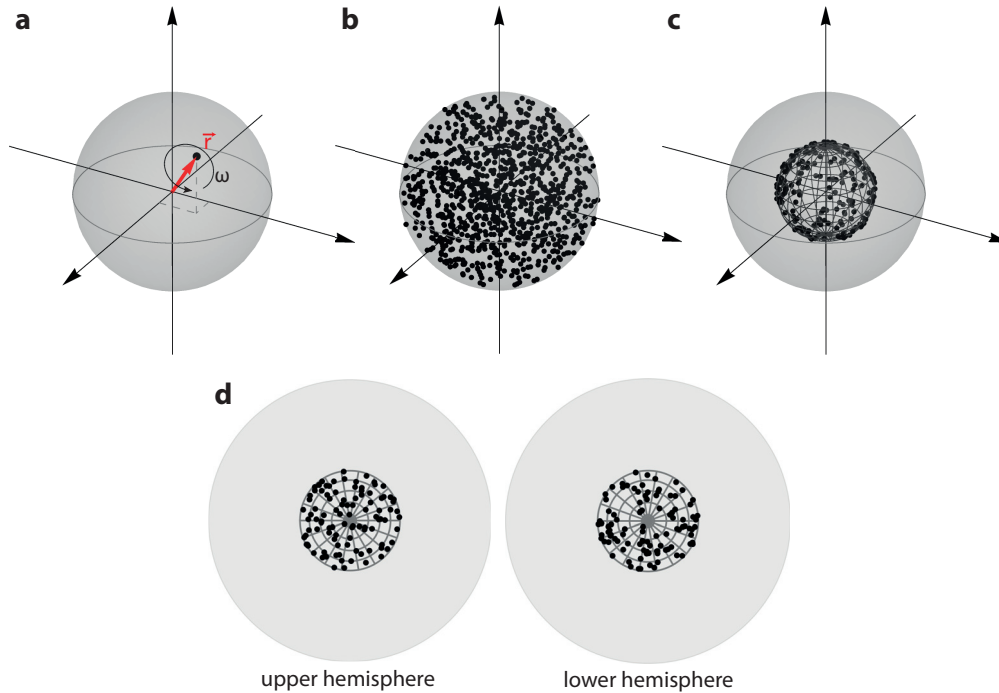 a
b
c
r⃗
ω
d
upper hemisphere
lower hemisphere